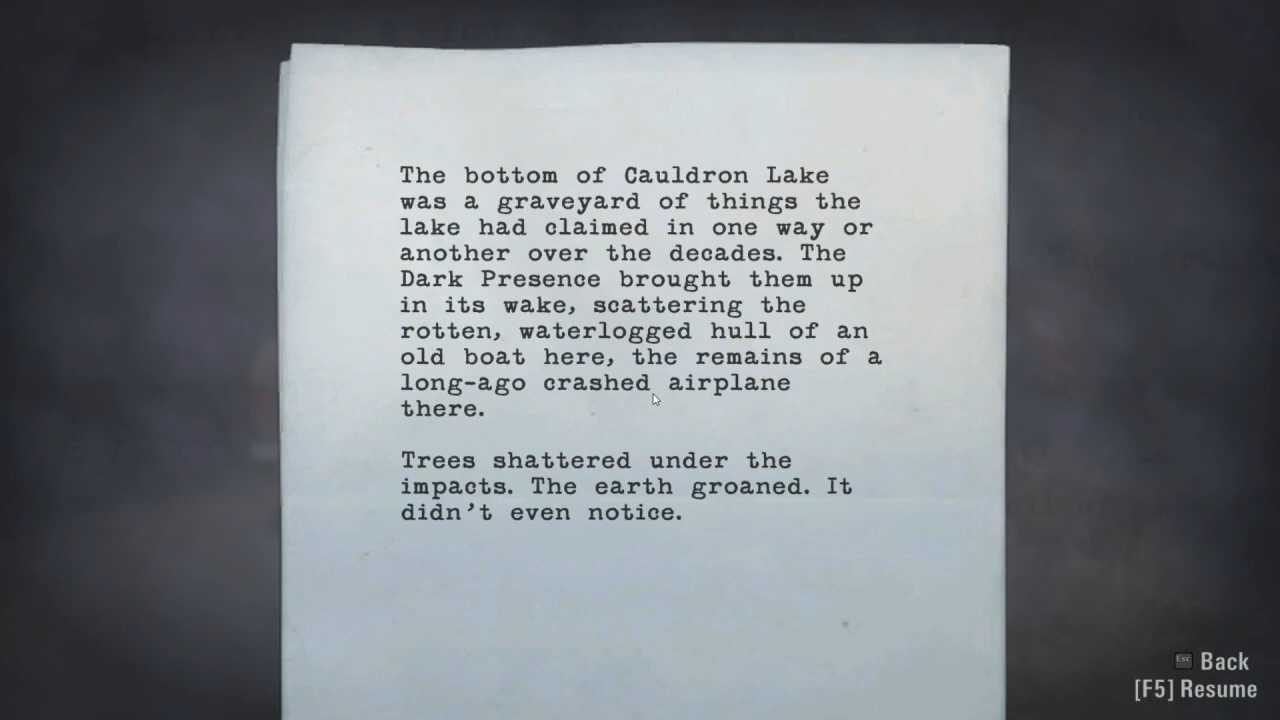 The bottom of Cauldron Lake
was a graveyard of things the
lake had claimed in one way or
another over the decades. The
Dark Presence brought them up
in its wake, scattering the
rotten, waterlogged hull of an
old boat here, the remains of a
long-ago crashed airplane
there.
Trees shattered under the
impacts. The earth groaned. It
didn't even notice.
Esc Back
[F5] Resume